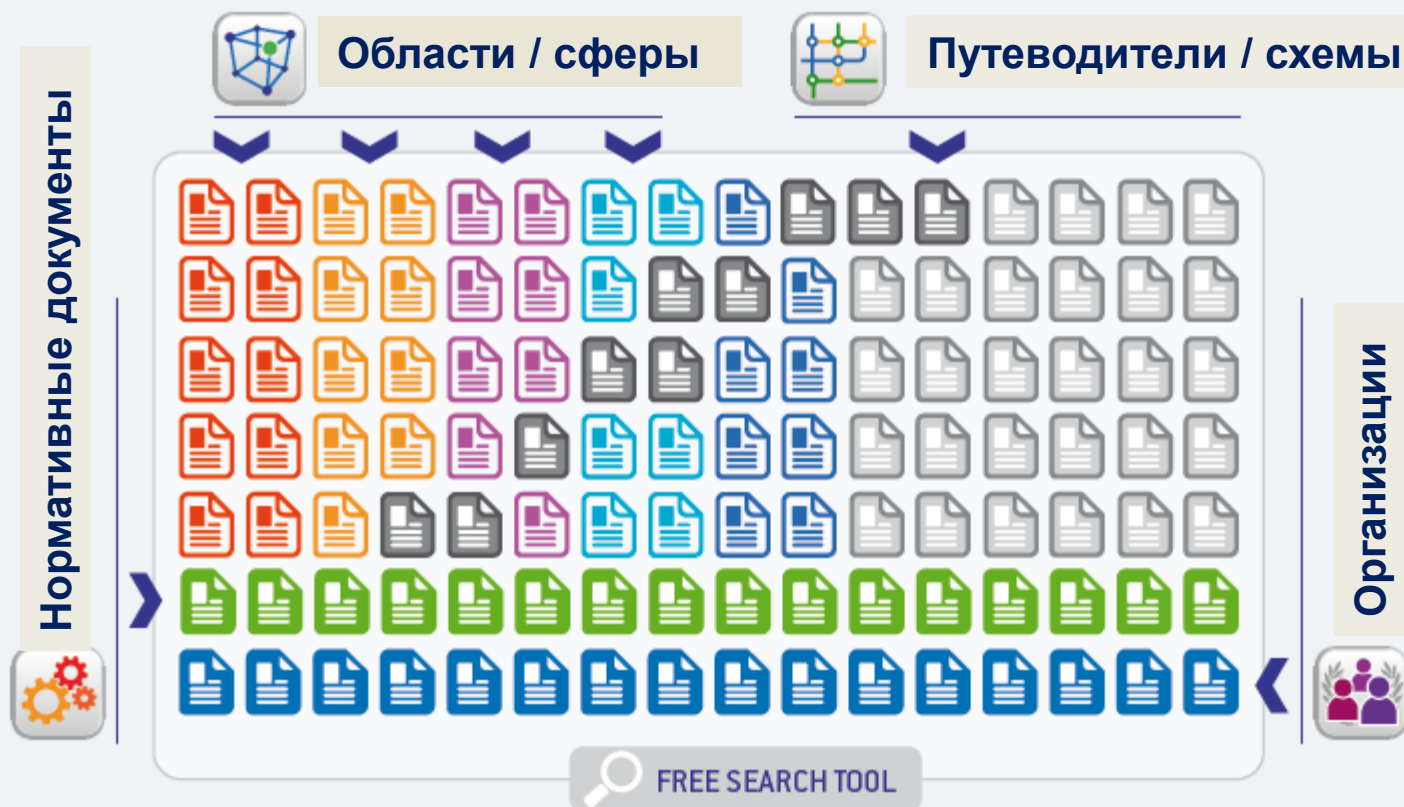 Области / сферы
Путеводители / схемы
Нормативные документы
Организации
FREE SEARCH TOOL